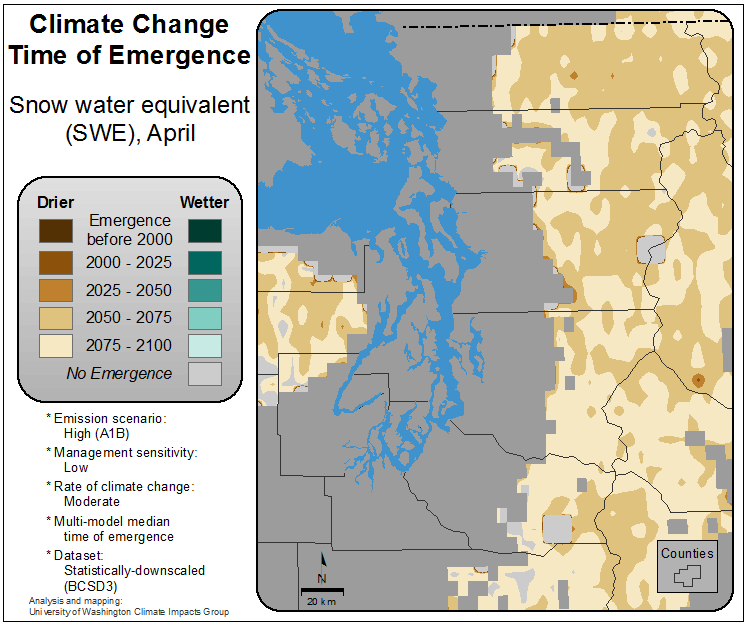 Climate Change
Time of Emergence
Snow water equivalent
(SWE), April
Drier
Wetter
Emergence
before 2000
2000 - 2025
2025 - 2050
2050 - 2075
2075 - 2100
No Emergence
* Emission scenario:
High (A1B)
* Management sensitivity:
Low
* Rate of climate change:
Moderate
* Multi-model median
time of emergence
* Dataset:
Statistically-downscaled
(BCSD3)
Analysis and mapping:
University of Washington Climate Impacts Group
N
20 km
Counties